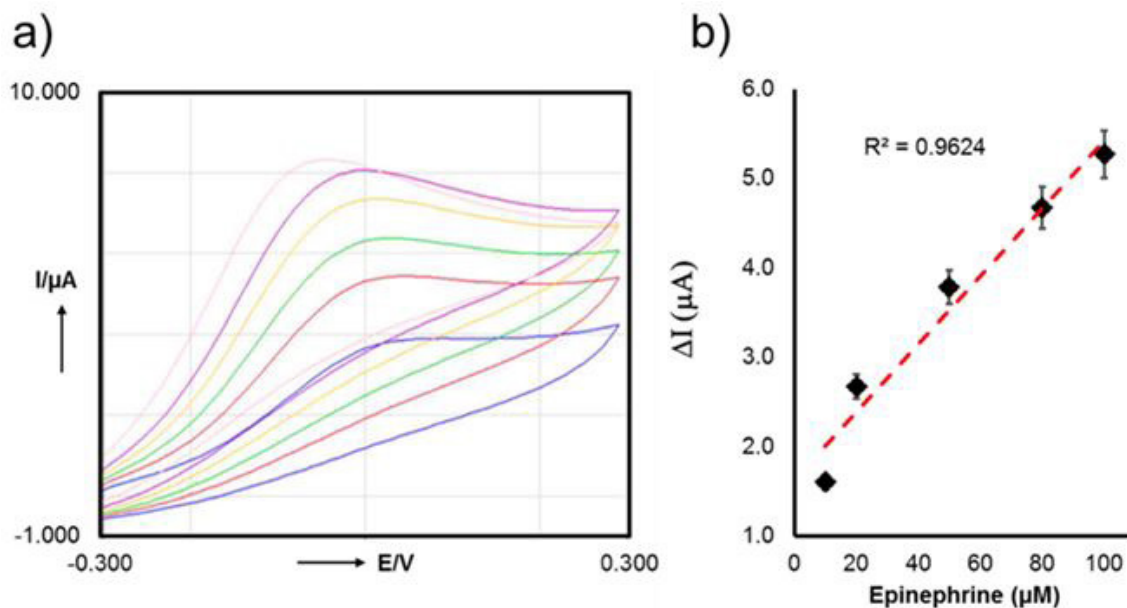 a)
10.000
I/µA
-1.000
-0.300
E/V
0.300
b)
6.0
5.0
4.0
3.0
2.0
1.0
ΔI (µA)
R² = 0.9624
0 20 40 60 80 100
Epinephrine (µM)